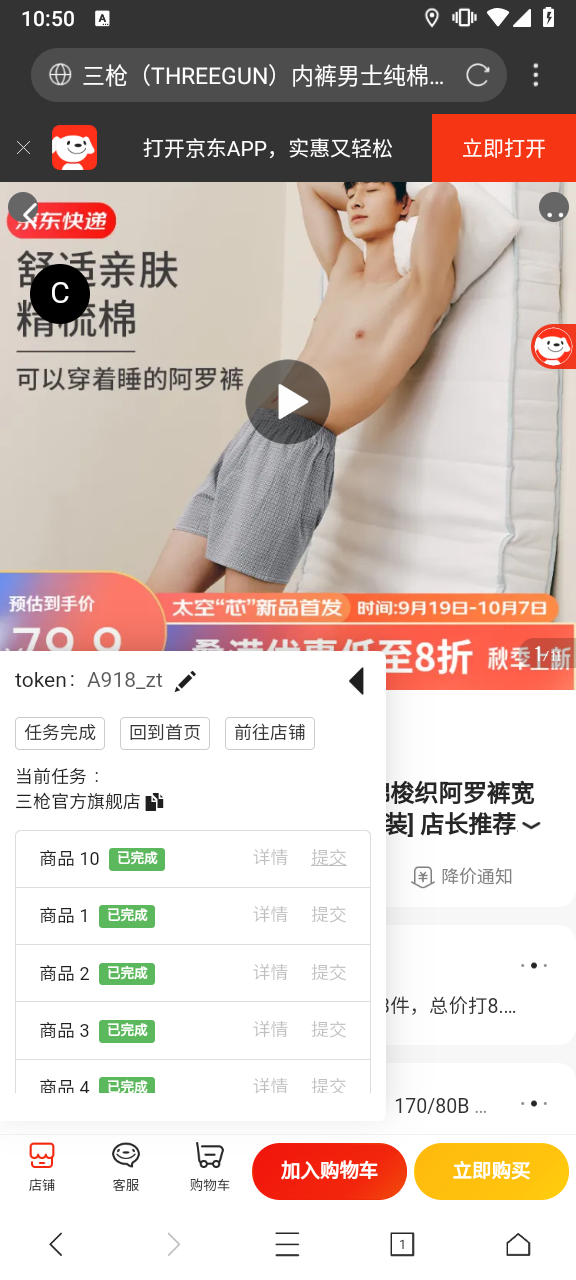 10:50
A
三枪（THREEGUN）内裤男士纯棉…
打开京东APP，实惠又轻松
立即打开
京东快递
舒适亲肤
C
精梳棉
可以穿着睡的阿罗裤
预估到手价
太空“芯”新品首发 时间:9月19日-10月7日
79.9
至8折 秋季上新
token： A918_zt
任务完成 回到首页 前往店铺
当前任务：
三枪官方旗舰店
梭织阿罗裤宽
装] 店长推荐
商品 10 已完成 详情 提交
降价通知
商品 1 已完成 详情 提交
商品 2 已完成 详情 提交
件，总价打8.…
商品 3 已完成 详情 提交
商品 4 已完成 详情 提交
170/80B …
店铺 客服 购物车 加入购物车 立即购买
1